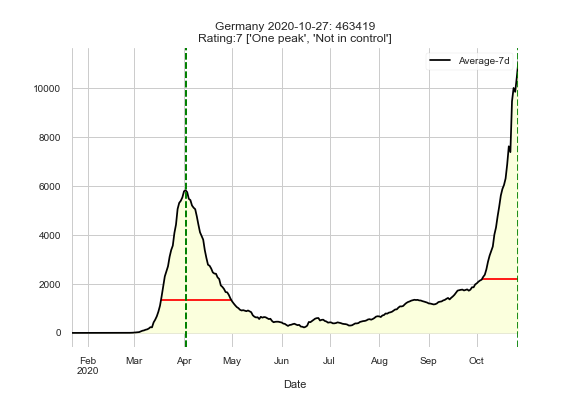 Germany 2020-10-27: 463419
Rating:7 ['One peak', 'Not in control']
Average-7d
10000
8000
6000
4000
2000
0
Feb Mar Apr May Jun Jul Aug Sep Oct
2020
Date